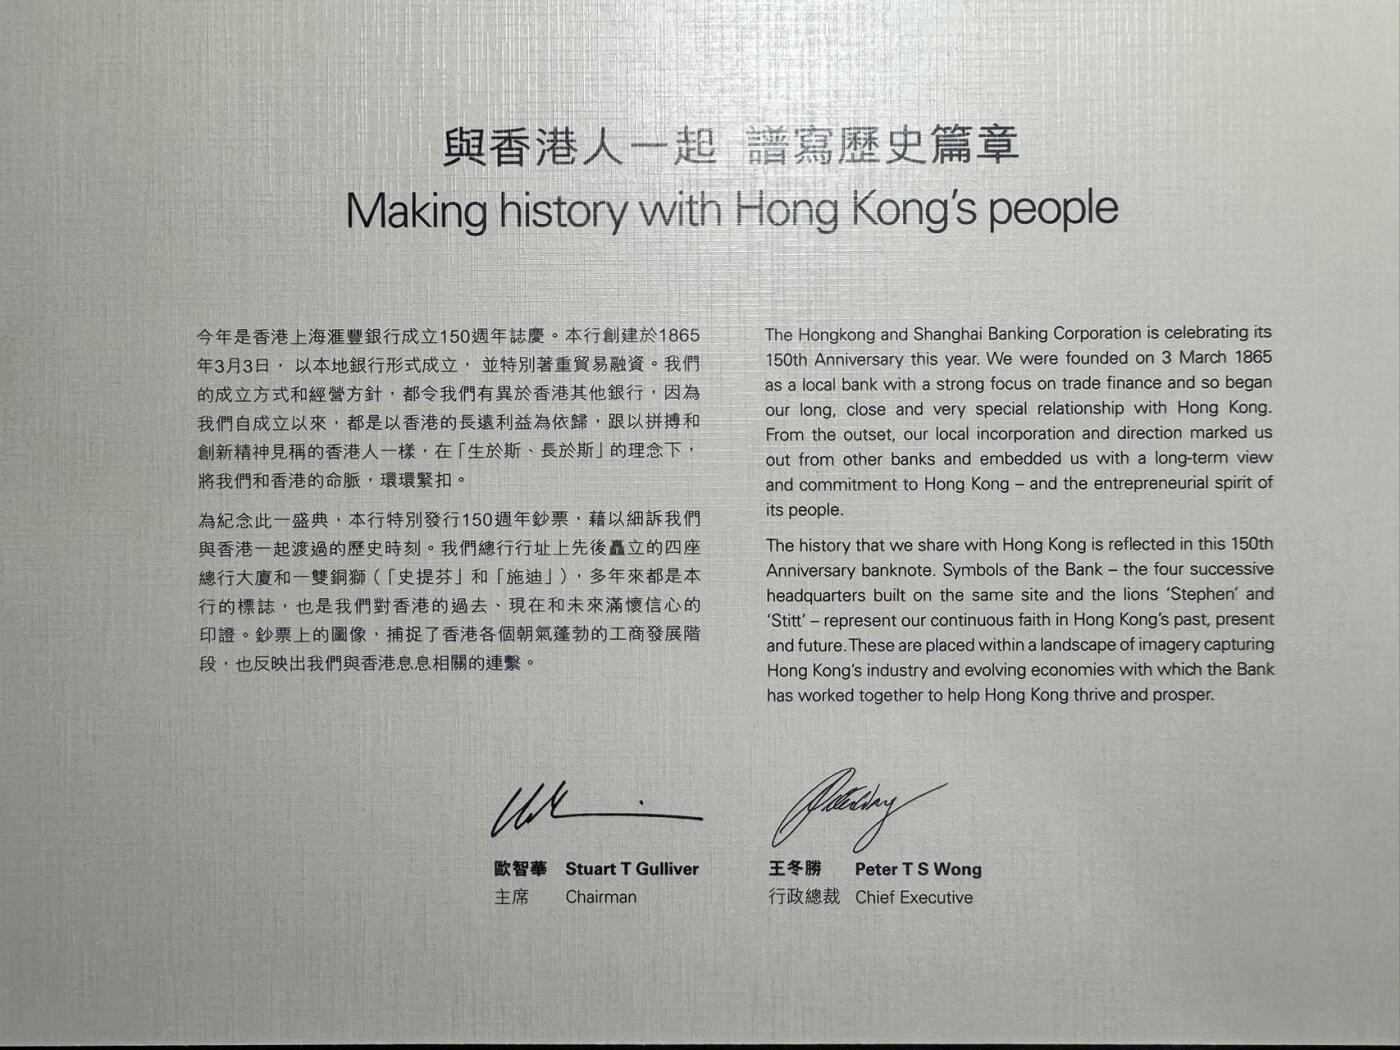 與香港人一起 譜寫歷史篇章
Making history with Hong Kong's people
今年是香港上海滙豐銀行成立150週年誌慶。本行創建於1865
年3月3日，以本地銀行形式成立，並特別著重貿易融資。我們
的成立方式和經營方針，都令我們有異於香港其他銀行，因為
我們自成立以來，都是以香港的長遠利益為依歸，跟以拼搏和
創新精神見稱的香港人一樣，在「生於斯、長於斯」的理念下，
將我們和香港的命脈，環環緊扣。
為紀念此一盛典，本行特別發行150週年鈔票，藉以細訴我們
與香港一起渡過的歷史時刻。我們總行行址上先後矗立的四座
總行大廈和一雙銅獅（「史提芬」和「施迪」），多年來都是本
行的標誌，也是我們對香港的過去、現在和未來滿懷信心的
印證。鈔票上的圖像，捕捉了香港各個朝氣蓬勃的工商發展階
段，也反映出我們與香港息息相關的連繫。
The Hongkong and Shanghai Banking Corporation is celebrating its
150th Anniversary this year. We were founded on 3 March 1865
as a local bank with a strong focus on trade finance and so began
our long, close and very special relationship with Hong Kong.
From the outset, our local incorporation and direction marked us
out from other banks and embedded us with a long-term view
and commitment to Hong Kong – and the entrepreneurial spirit of
its people.
The history that we share with Hong Kong is reflected in this 150th
Anniversary banknote. Symbols of the Bank – the four successive
headquarters built on the same site and the lions 'Stephen' and
'Stitt' – represent our continuous faith in Hong Kong's past, present
and future. These are placed within a landscape of imagery capturing
Hong Kong's industry and evolving economies with which the Bank
has worked together to help Hong Kong thrive and prosper.
歐智華 Stuart T Gulliver
主席 Chairman
王冬勝 Peter T S Wong
行政總裁 Chief Executive